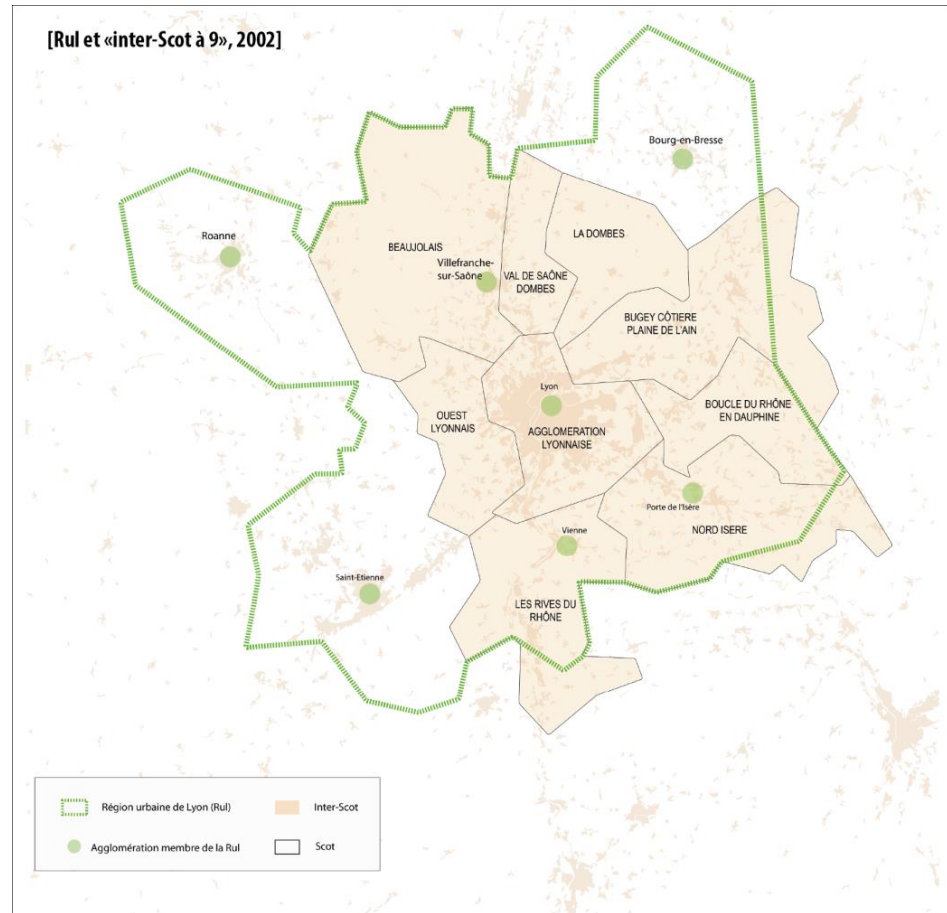 [Rul et «inter-Scot à 9», 2002]
Bourg-en-Bresse
Roanne
LA DOMBES
BEAUJOLAIS
Villefranche-
sur-Saône
VAL DE SAÔNE
DOMBES
BUGEY CÔTIERE
PLAINE DE L'AIN
Lyon
BOUCLE DU RHÔNE
EN DAUPHINE
OUEST
LYONNAIS
AGGLOMERATION
LYONNAISE
Porte de l'Isère
Vienne
NORD ISERE
Saint-Etienne
LES RIVES DU
RHÔNE
Région urbaine de Lyon (Rul)
Inter-Scot
Agglomération membre de la Rul
Scot